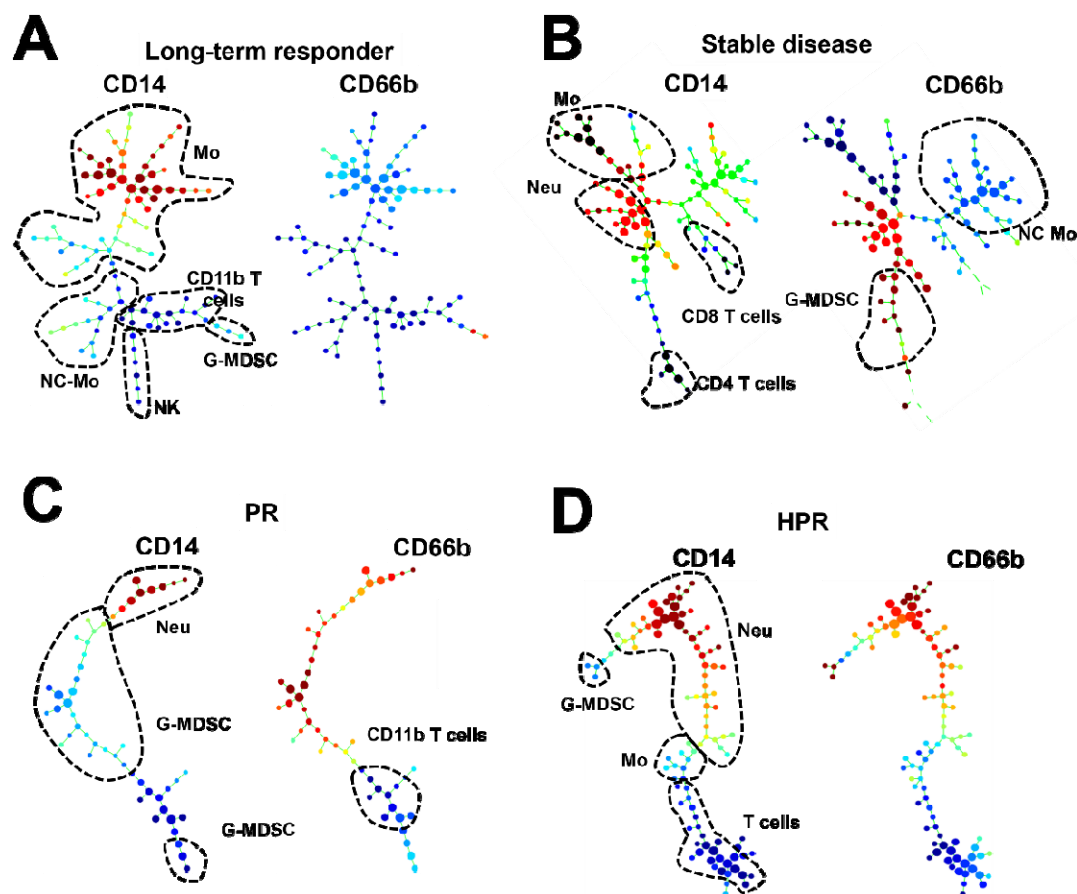 A
Long-term responder
CD14
CD66b
Mo
CD11b T
cells
G-MDSC
NC-Mo
NK
B
Stable disease
CD14
CD66b
Mo
Neu
NC Mo
CD8 T cells
G-MDSC
CD4 T cells
C
PR
CD14
CD66b
Neu
G-MDSC
CD11b T cells
G-MDSC
D
HPR
CD14
CD66b
Neu
G-MDSC
Mo
T cells